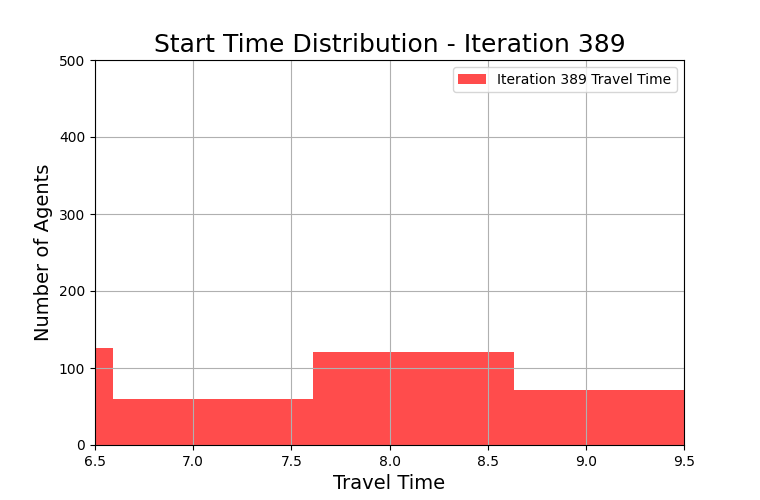 Start Time Distribution - Iteration 389
500
Iteration 389 Travel Time
400
300
200
100
0
Number of Agents
6.5 7.0 7.5 8.0 8.5 9.0 9.5
Travel Time